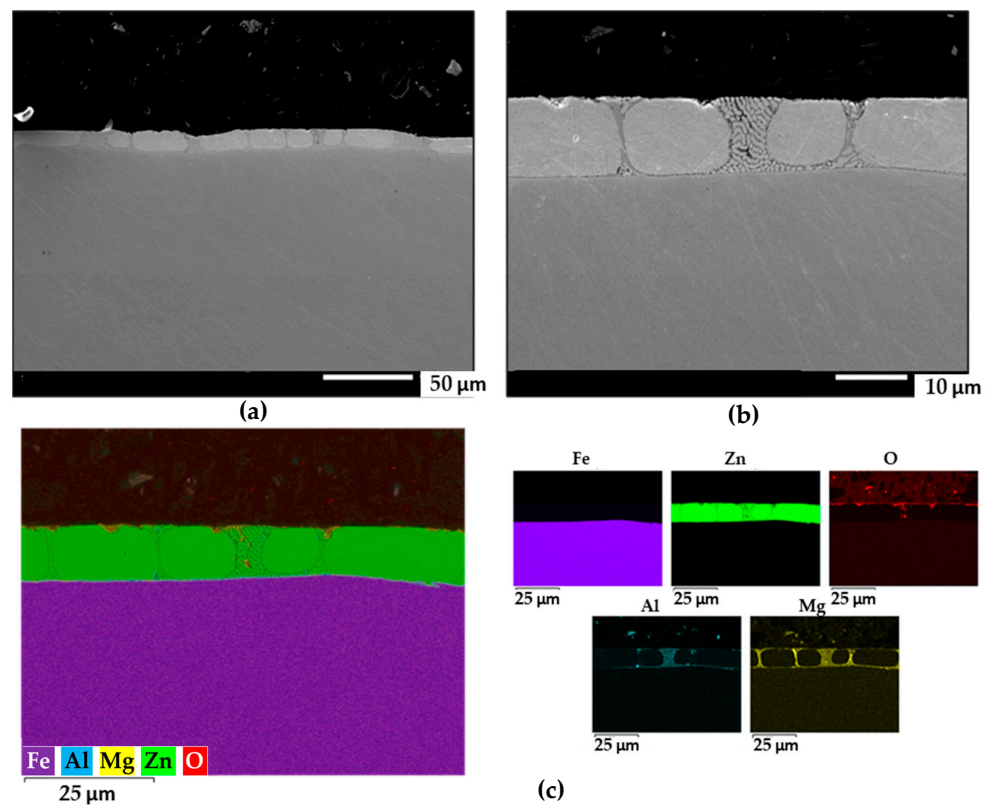 50 µm
10 µm
(a)
(b)
Fe
Zn
O
25 µm
25 µm
25 µm
Al
Mg
25 µm
25 µm
Fe Al Mg Zn O
25 µm
(c)